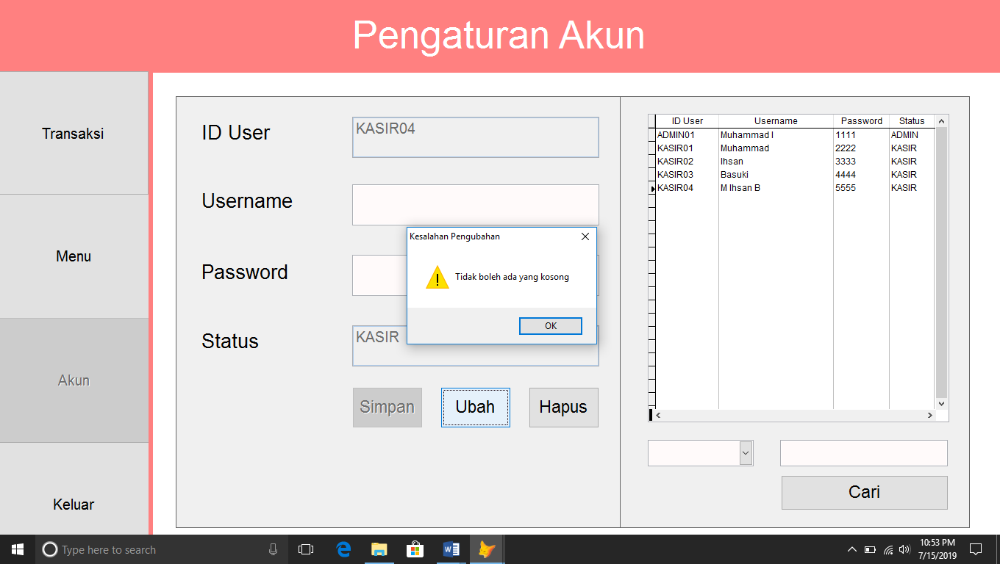 Pengaturan Akun
Transaksi
Menu
Akun
Keluar
ID User
KASIR04
Username
Password
Status
KASIR
Simpan
Ubah
Hapus
Kesalahan Pengubahan
Tidak boleh ada yang kosong
OK
ID User Username Password Status
ADMIN01 Muhammad I 1111 ADMIN
KASIR01 Muhammad 2222 KASIR
KASIR02 Ihsan 3333 KASIR
KASIR03 Basuki 4444 KASIR
KASIR04 M Ihsan B 5555 KASIR
Cari
Type here to search
10:53 PM
7/15/2019